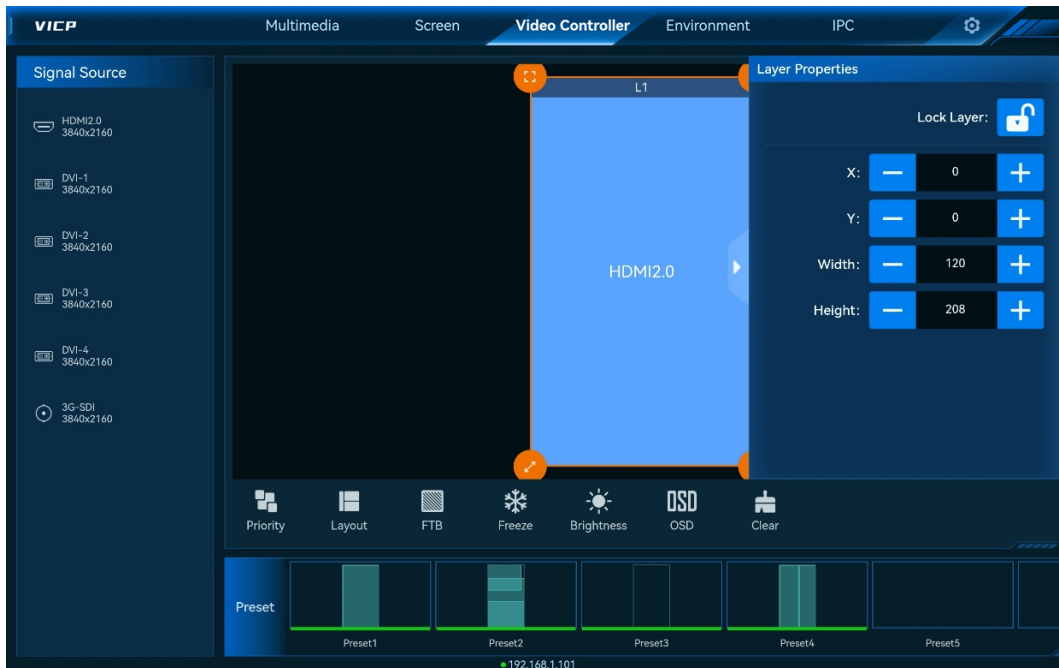 VICP
Multimedia
Screen
Video Controller
Environment
IPC
Signal Source
HDMI2.0
3840x2160
DVI-1
3840x2160
DVI-2
3840x2160
DVI-3
3840x2160
DVI-4
3840x2160
3G-SDI
3840x2160
L1
HDMI2.0
Layer Properties
Lock Layer:
X:
0
Y:
0
Width:
120
Height:
208
Priority
Layout
FTB
Freeze
Brightness
OSD
OSD
Clear
Preset
Preset1
Preset2
Preset3
Preset4
Preset5
192.168.1.101